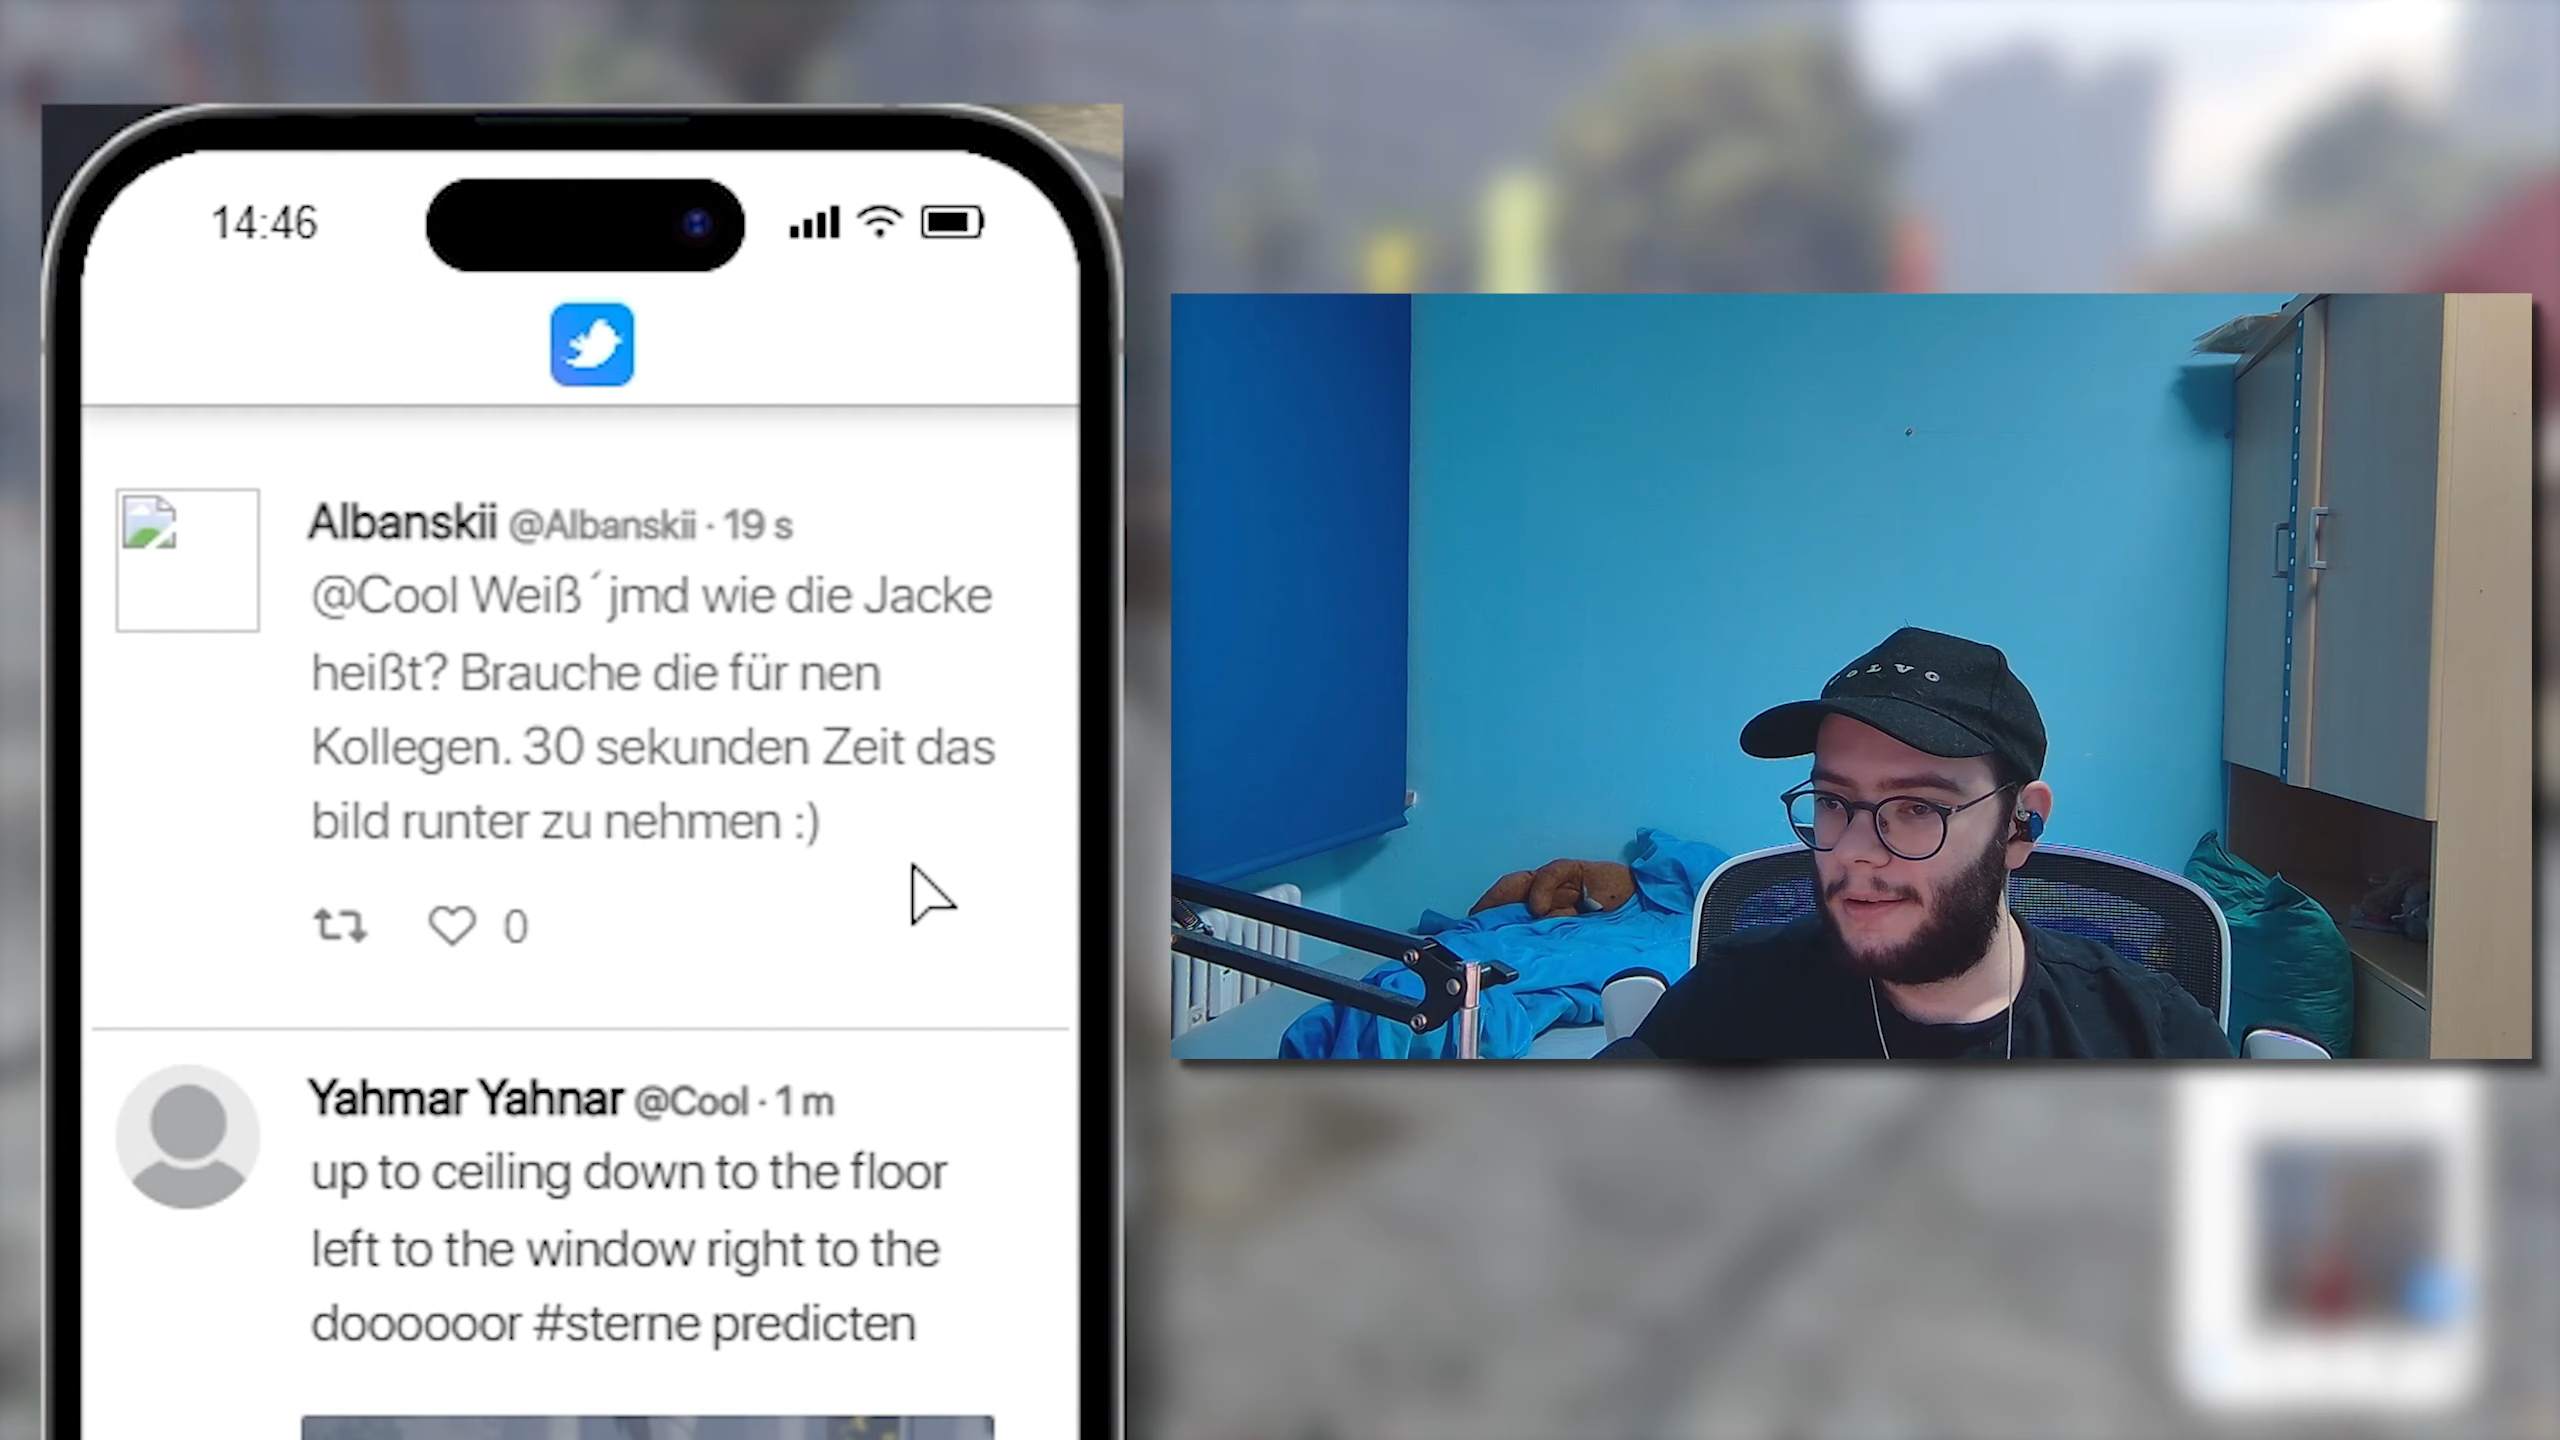 14:46
Albanskii @Albanskii · 19 s
@Cool Weiß´jmd wie die Jacke
heißt? Brauche die für nen
Kollegen. 30 sekunden Zeit das
bild runter zu nehmen :)
0
Yahmar Yahnar @Cool · 1 m
up to ceiling down to the floor
left to the window right to the
doooooor #sterne predicten
VOLVO